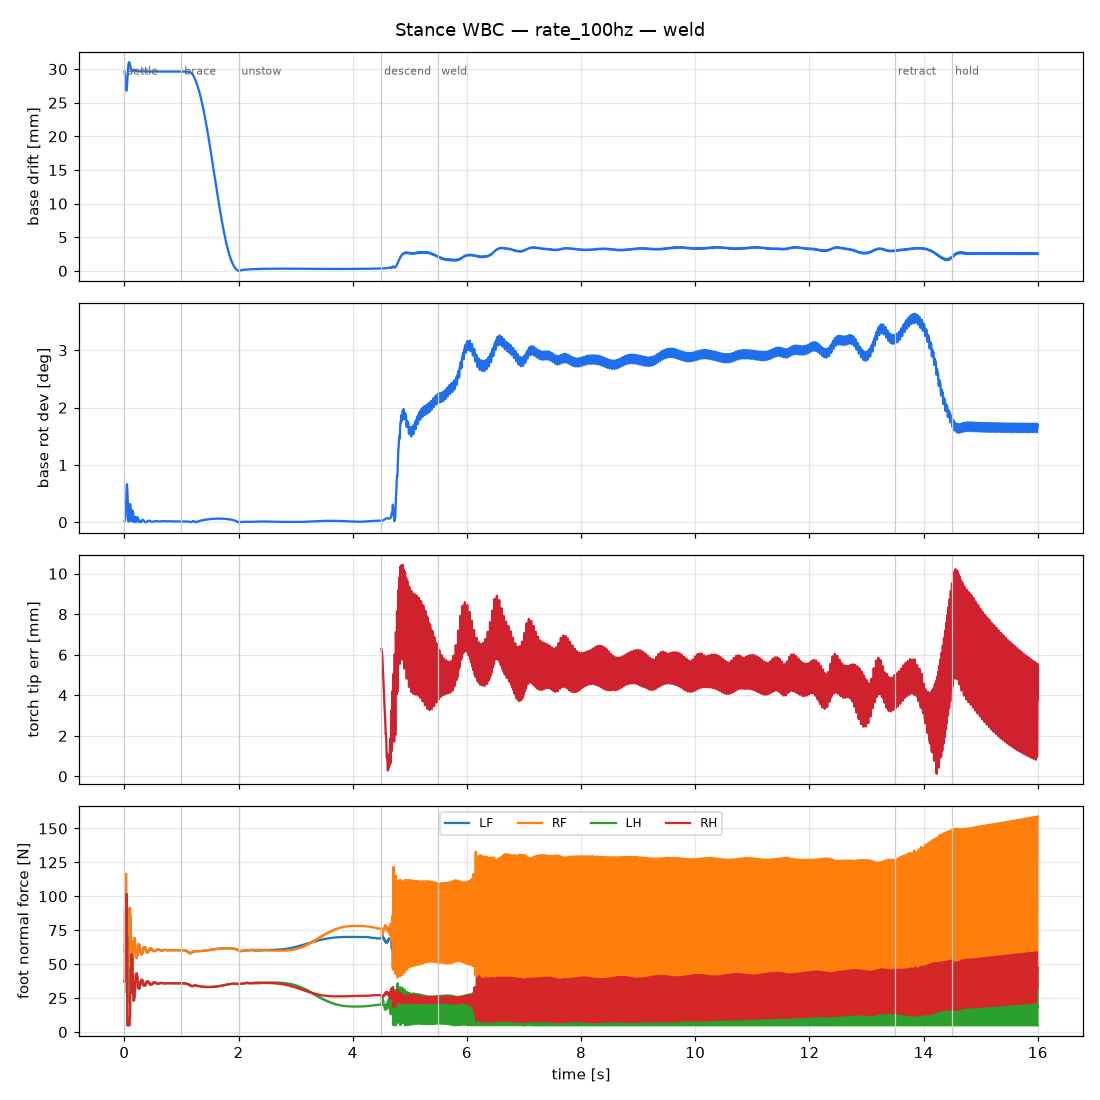 Stance WBC — rate_100hz — weld
settle brace unstow descend weld retract hold
base drift [mm]
30
25
20
15
10
5
0
base rot dev [deg]
3
2
1
0
torch tip err [mm]
10
8
6
4
2
0
LF RF LH RH
foot normal force [N]
150
125
100
75
50
25
0
0 2 4 6 8 10 12 14 16
time [s]